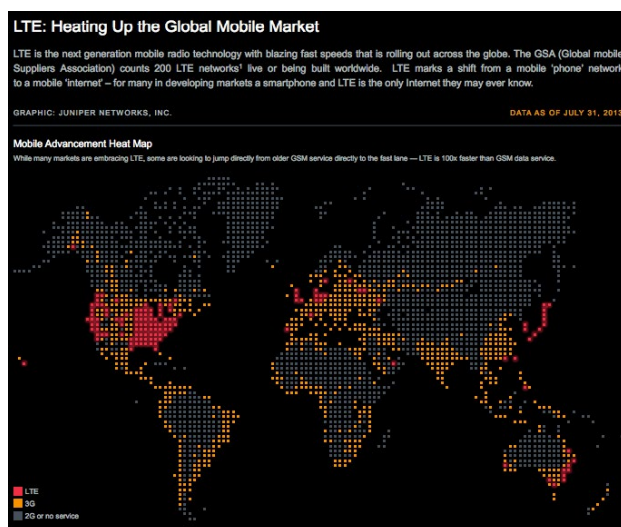 LTE: Heating Up the Global Mobile Market
LTE is the next generation mobile radio technology with blazing fast speeds that is rolling out across the globe. The GSA (Global mobile
Suppliers Association) counts 200 LTE networks¹ live or being built worldwide. LTE marks a shift from a mobile 'phone' network
to a mobile 'internet' – for many in developing markets a smartphone and LTE is the only Internet they may ever know.
GRAPHIC: JUNIPER NETWORKS, INC. DATA AS OF JULY 31, 2012
Mobile Advancement Heat Map
While many markets are embracing LTE, some are looking to jump directly from older GSM service directly to the fast lane — LTE is 100x faster than GSM data service.
LTE
3G
2G or no service